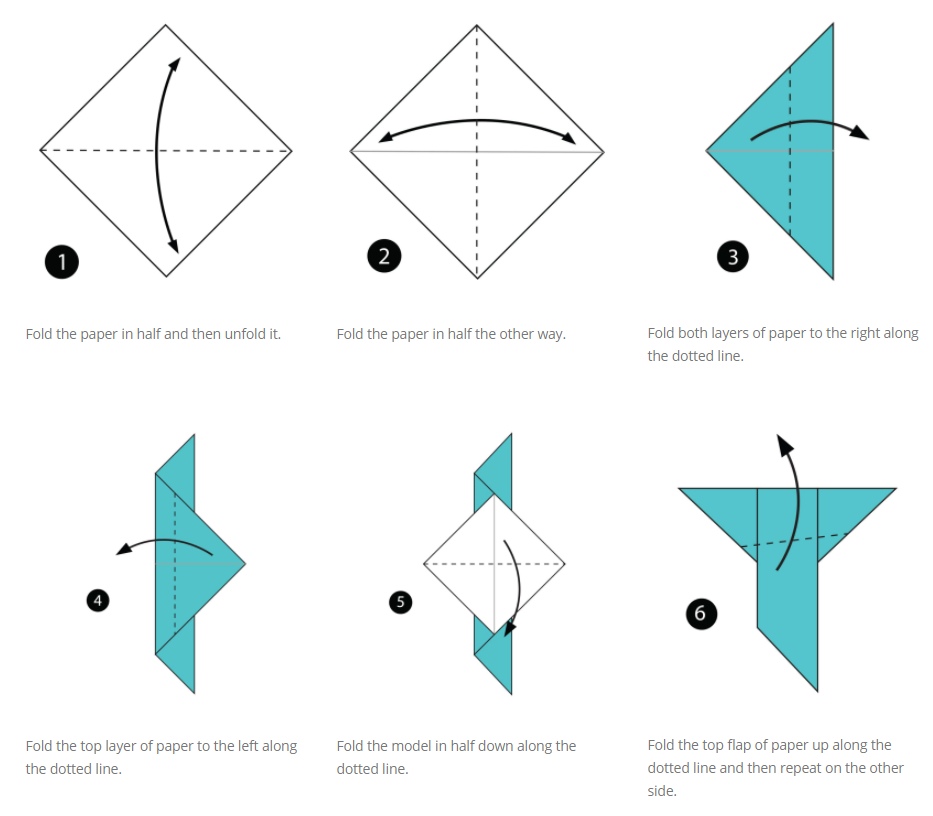 1
2
3
Fold the paper in half and then unfold it.
Fold the paper in half the other way.
Fold both layers of paper to the right along
the dotted line.
4
5
6
Fold the top layer of paper to the left along
the dotted line.
Fold the model in half down along the
dotted line.
Fold the top flap of paper up along the
dotted line and then repeat on the other
side.